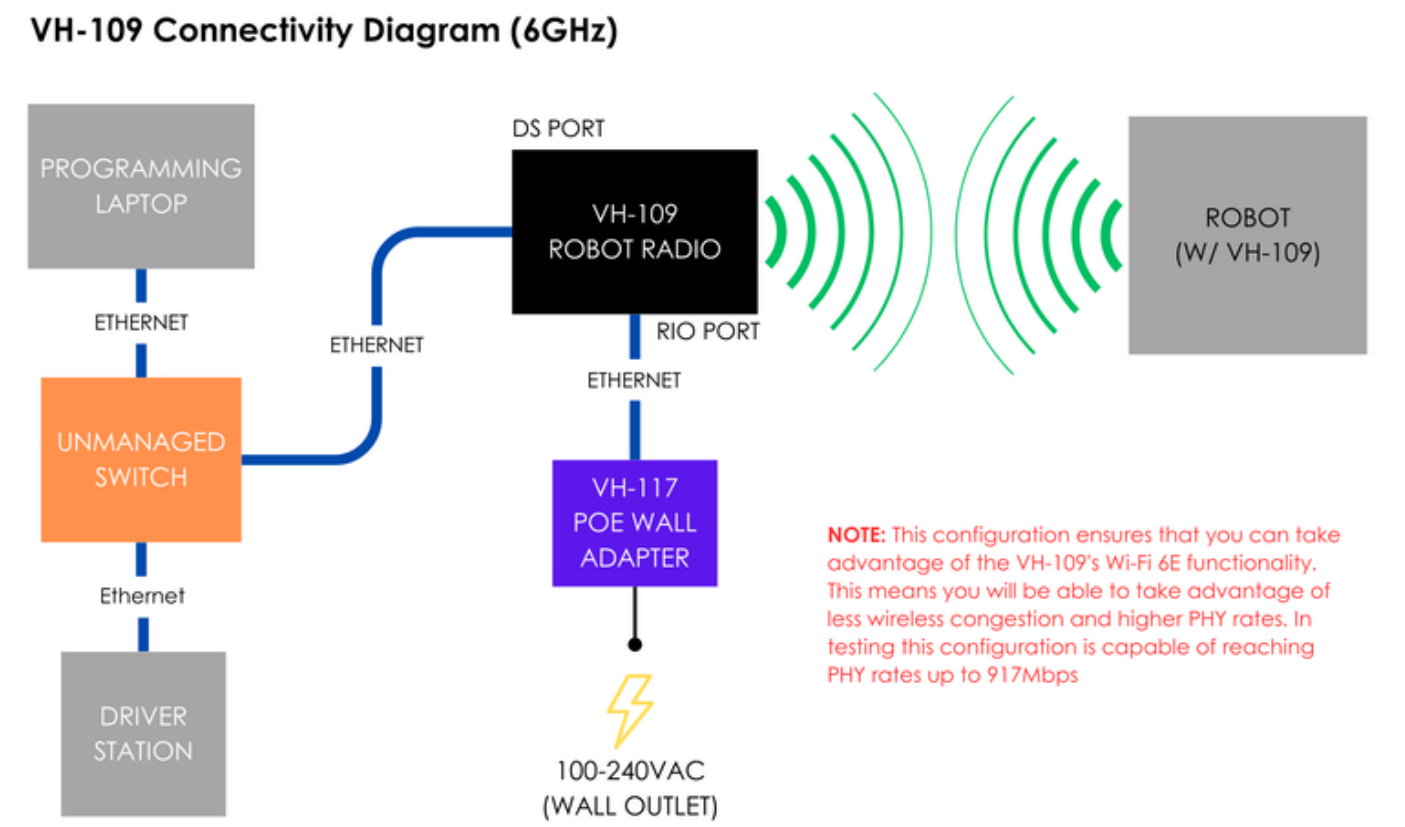 VH-109 Connectivity Diagram (6GHz)
PROGRAMMING
LAPTOP
ETHERNET
UNMANAGED
SWITCH
Ethernet
DRIVER
STATION
ETHERNET
DS PORT
VH-109
ROBOT RADIO
RIO PORT
ETHERNET
VH-117
POE WALL
ADAPTER
100-240VAC
(WALL OUTLET)
ROBOT
(W/ VH-109)
NOTE: This configuration ensures that you can take
advantage of the VH-109's Wi-Fi 6E functionality.
This means you will be able to take advantage of
less wireless congestion and higher PHY rates. In
testing this configuration is capable of reaching
PHY rates up to 917Mbps